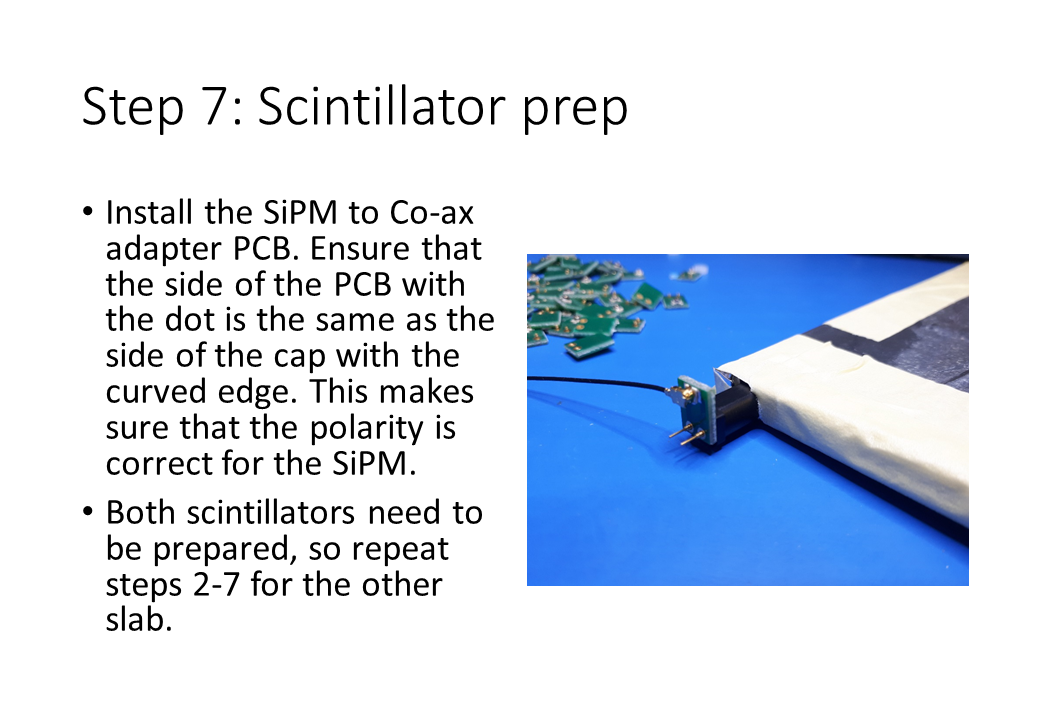 Step 7: Scintillator prep
• Install the SiPM to Co-ax
adapter PCB. Ensure that
the side of the PCB with
the dot is the same as the
side of the cap with the
curved edge. This makes
sure that the polarity is
correct for the SiPM.
• Both scintillators need to
be prepared, so repeat
steps 2-7 for the other
slab.